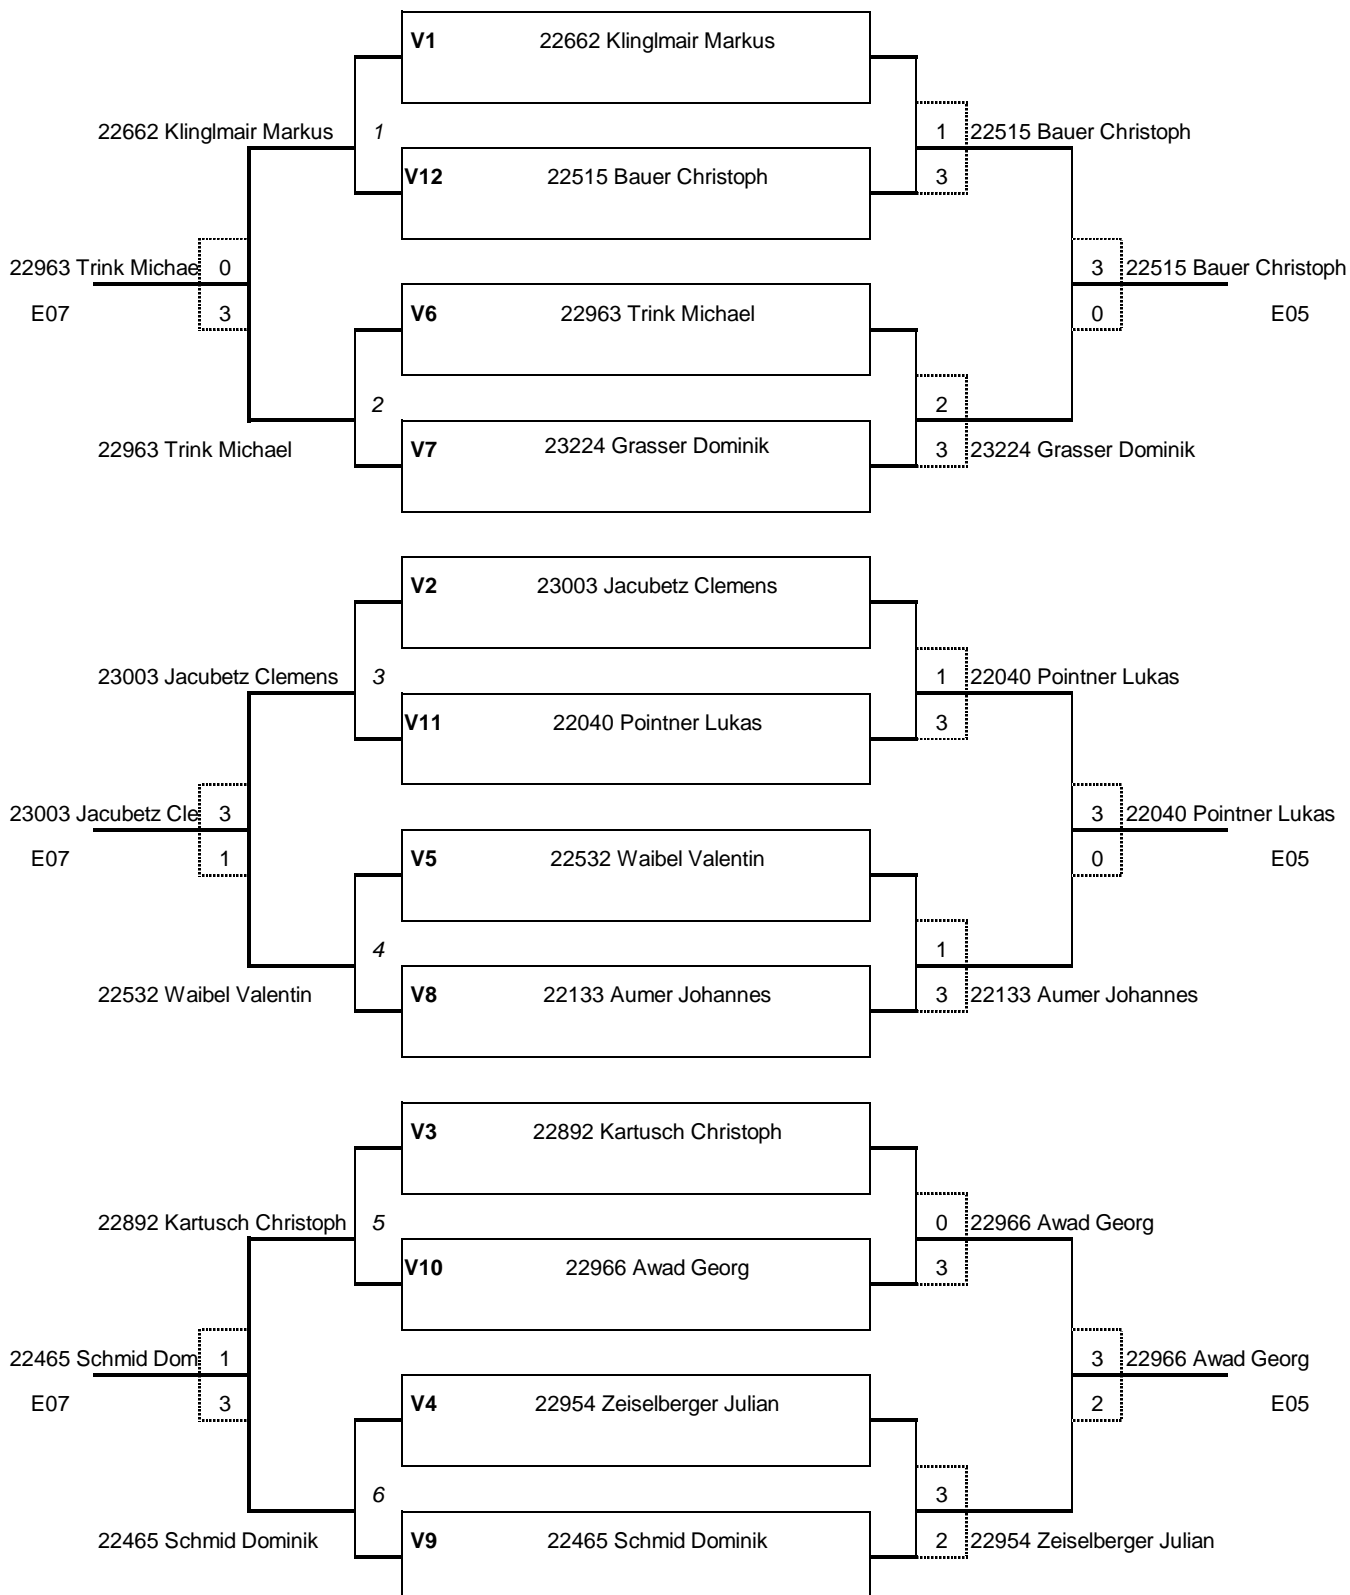 V1 22662 Klinglmair Markus
22662 Klinglmair Markus 1 1 22515 Bauer Christoph
V12 22515 Bauer Christoph 3
22963 Trink Michae 0 3 22515 Bauer Christoph
E07 3 V6 22963 Trink Michael 0 E05
2 2
22963 Trink Michael V7 23224 Grasser Dominik 3 23224 Grasser Dominik
V2 23003 Jacubetz Clemens
23003 Jacubetz Clemens 3 1 22040 Pointner Lukas
V11 22040 Pointner Lukas 3
23003 Jacubetz Cle 3 3 22040 Pointner Lukas
E07 1 V5 22532 Waibel Valentin 0 E05
4 1
22532 Waibel Valentin V8 22133 Aumer Johannes 3 22133 Aumer Johannes
V3 22892 Kartusch Christoph
22892 Kartusch Christoph 5 0 22966 Awad Georg
V10 22966 Awad Georg 3
22465 Schmid Dom 1 3 22966 Awad Georg
E07 3 V4 22954 Zeiselberger Julian 2 E05
6 3
22465 Schmid Dominik V9 22465 Schmid Dominik 2 22954 Zeiselberger Julian